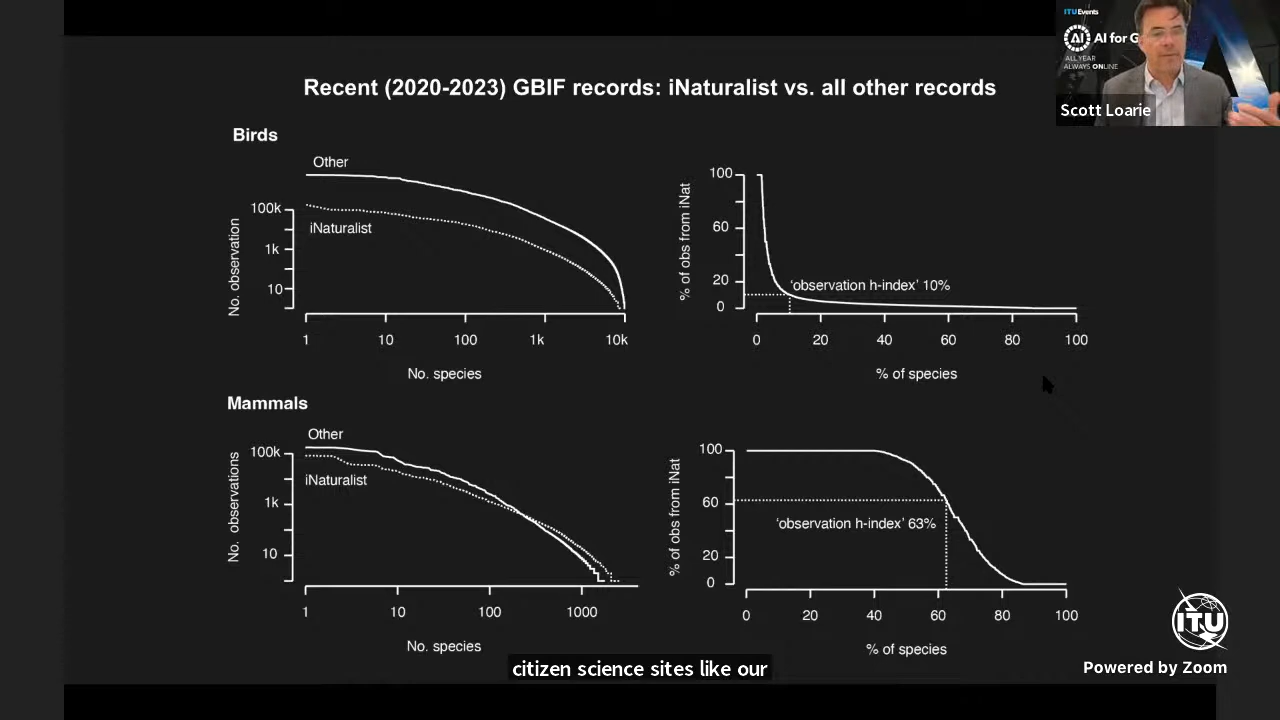 Recent (2020-2023) GBIF records: iNaturalist vs. all other records
ITUEvents
AI
AI for G
ALL YEAR
ALWAYS ONLINE
Scott Loarie
Birds
Other
iNaturalist
No. observation
100k
1k
10
1
10
100
1k
10k
No. species
% of obs from iNat
100
60
20
0
'observation h-index' 10%
0
20
40
60
80
100
% of species
Mammals
Other
iNaturalist
No. observations
100k
1k
10
1
10
100
1000
No. species
% of obs from iNat
100
60
20
0
'observation h-index' 63%
0
20
40
60
80
100
% of species
citizen science sites like our
ITU
Powered by Zoom